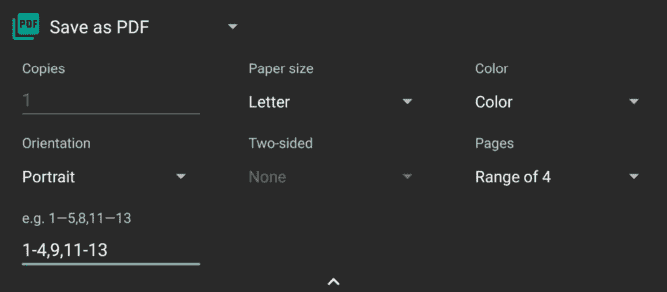 PDF Save as PDF
Copies Paper size Color
1 Letter Color
Orientation Two-sided Pages
Portrait None Range of 4
e.g. 1—5,8,11—13
1-4,9,11-13